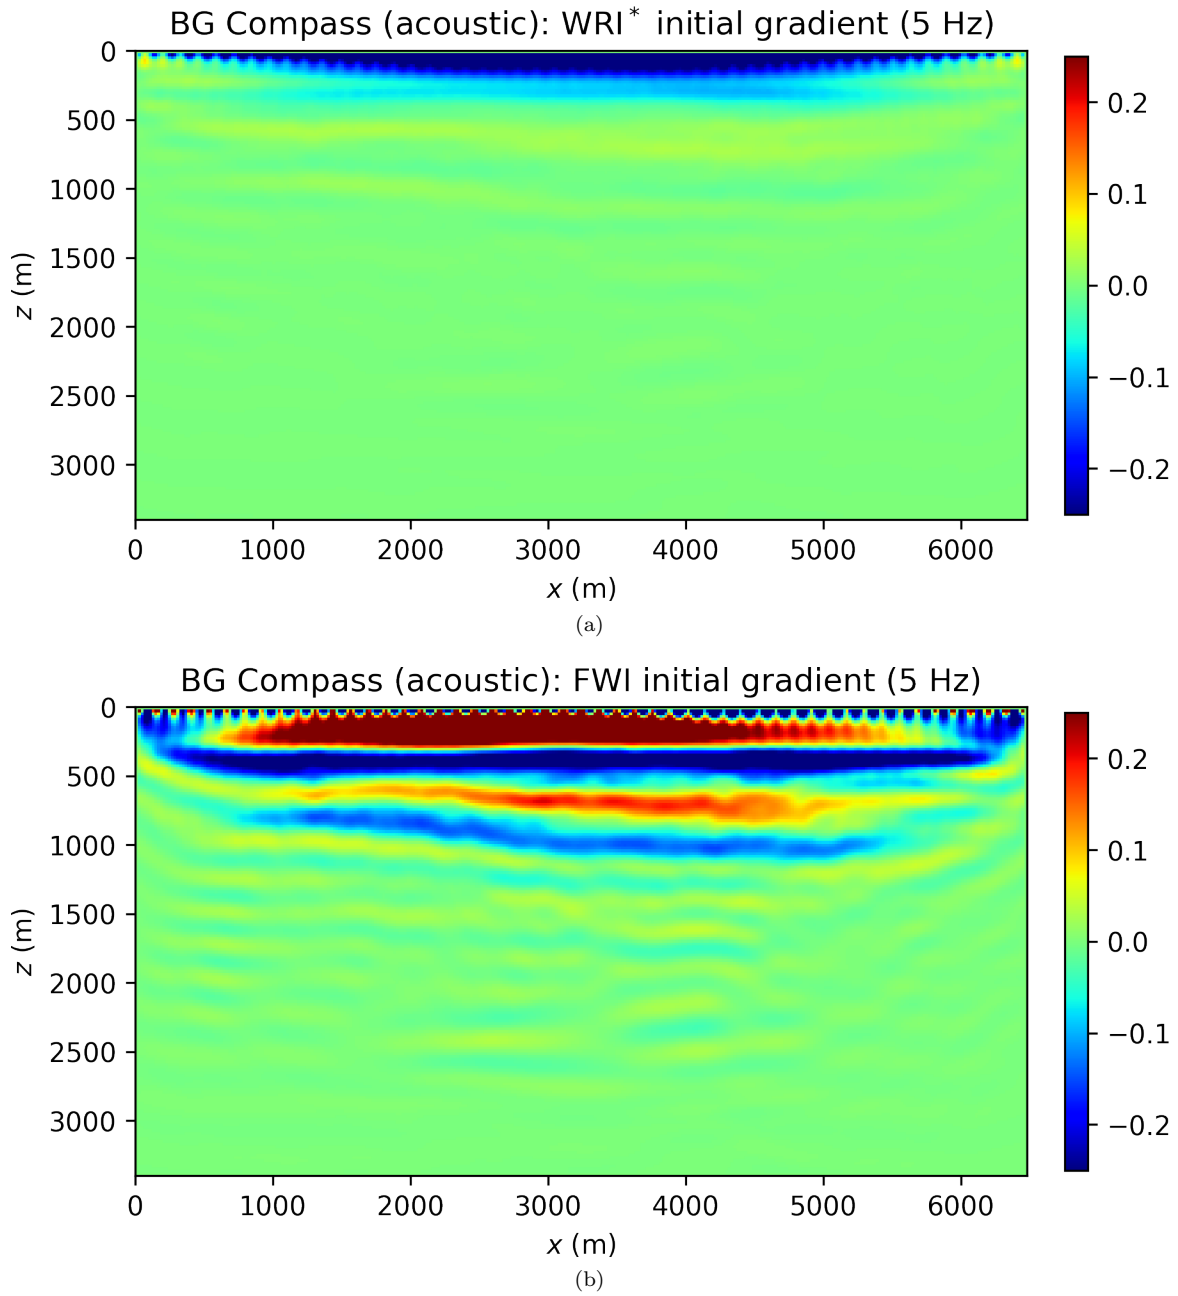 BG Compass (acoustic): WRI* initial gradient (5 Hz)
0
500
1000
1500
2000
2500
3000
z (m)
0 1000 2000 3000 4000 5000 6000
x (m)
0.2
0.1
0.0
−0.1
−0.2
(a)
BG Compass (acoustic): FWI initial gradient (5 Hz)
0
500
1000
1500
2000
2500
3000
z (m)
0 1000 2000 3000 4000 5000 6000
x (m)
0.2
0.1
0.0
−0.1
−0.2
(b)